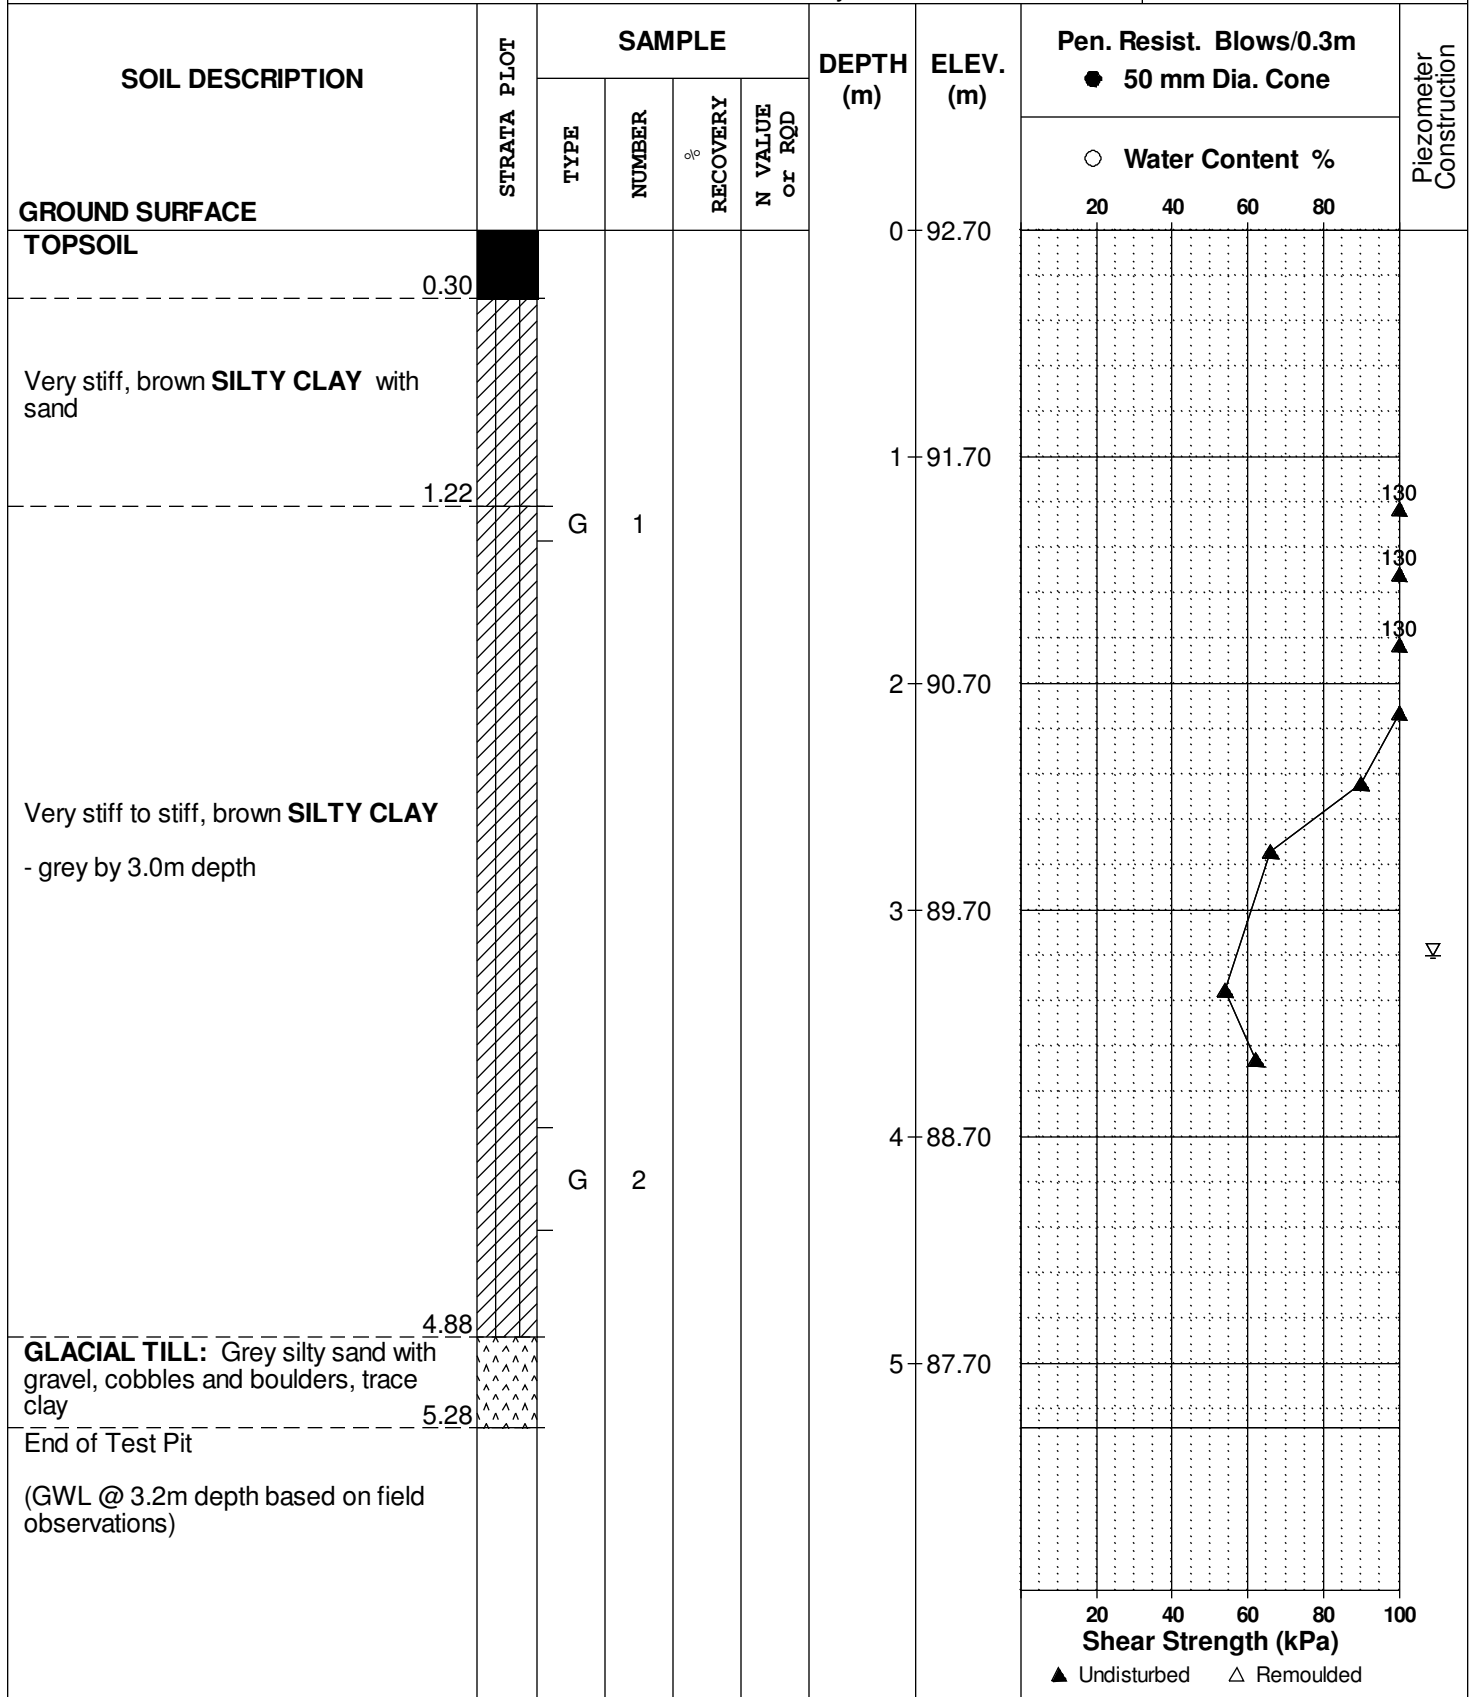 SOIL DESCRIPTION
GROUND SURFACE
STRATA PLOT
SAMPLE
TYPE
NUMBER
%
RECOVERY
N VALUE
or RQD
DEPTH
(m)
ELEV.
(m)
Pen. Resist. Blows/0.3m
● 50 mm Dia. Cone
○ Water Content %
20 40 60 80
Piezometer
Construction
TOPSOIL
0.30
0 92.70
Very stiff, brown SILTY CLAY with
sand
1 91.70
1.22
G 1
130
130
130
2 90.70
Very stiff to stiff, brown SILTY CLAY
- grey by 3.0m depth
3 89.70
4 88.70
G 2
4.88
GLACIAL TILL: Grey silty sand with
gravel, cobbles and boulders, trace
clay
5.28
5 87.70
End of Test Pit
(GWL @ 3.2m depth based on field
observations)
20 40 60 80 100
Shear Strength (kPa)
▲ Undisturbed △ Remoulded